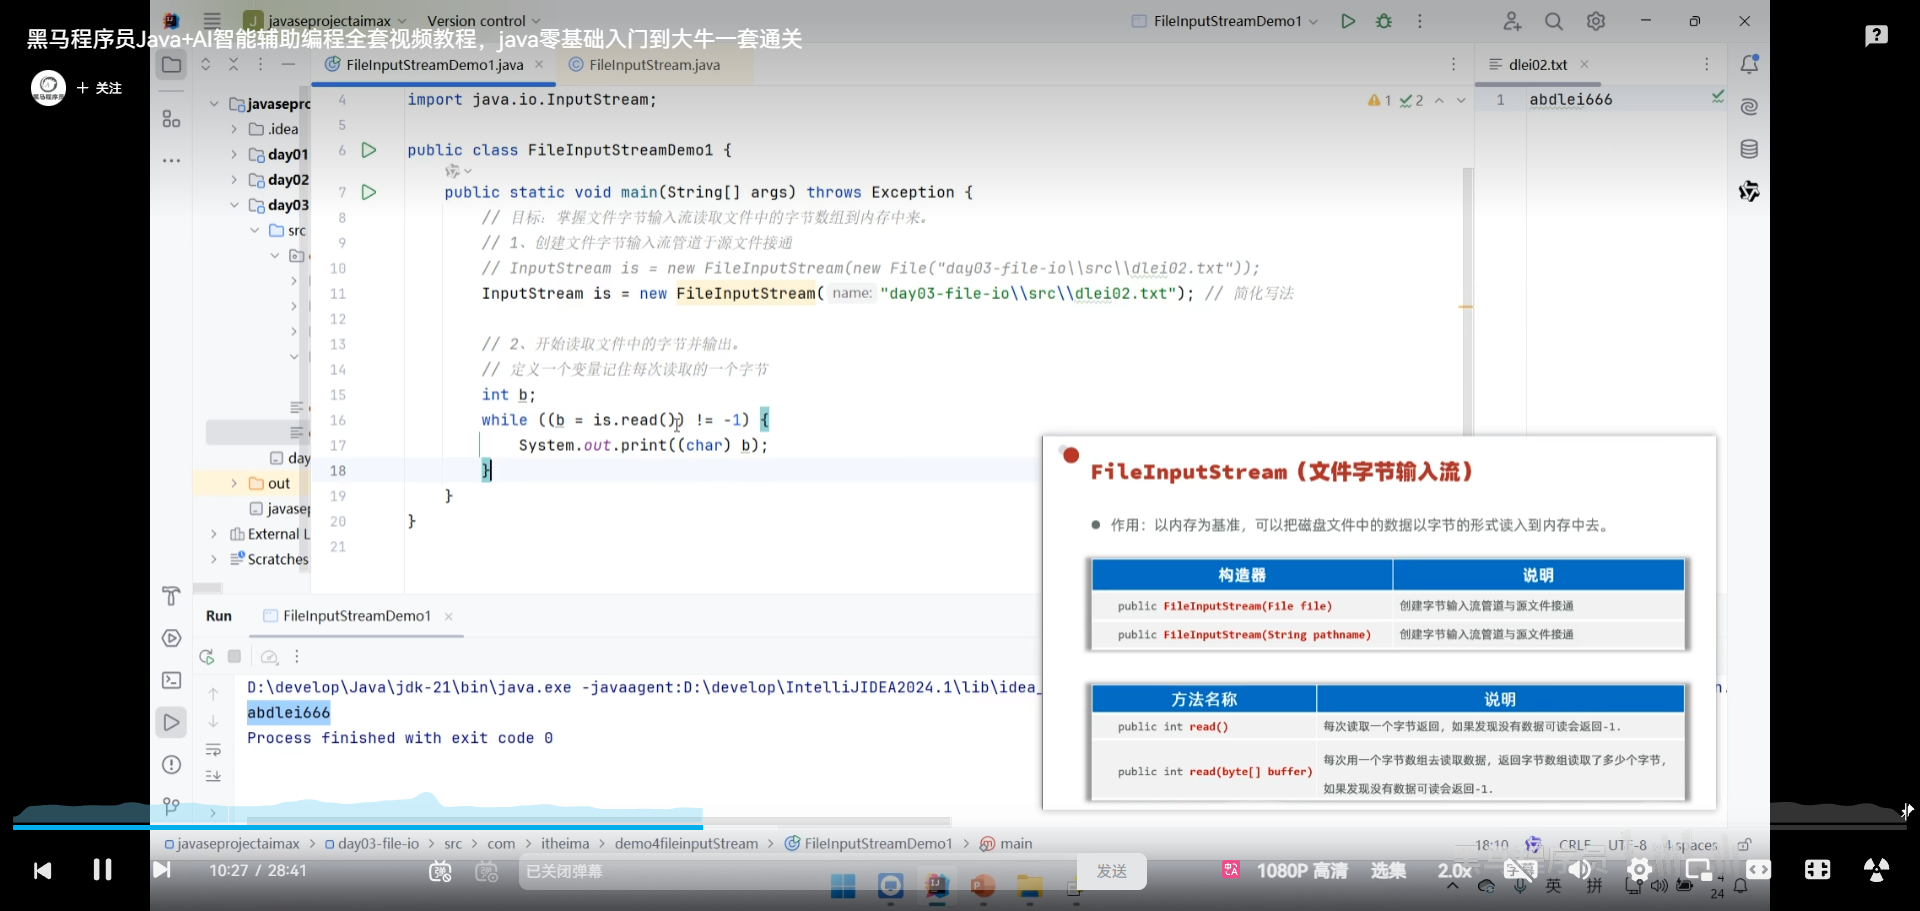 javaseprojectaimax
Version control
FileInputStreamDemo1
黑马程序员Java+AI智能辅助编程全套视频教程，java零基础入门到大牛一套通关
+ 关注
FileInputStreamDemo1.java
FileInputStream.java
dlei02.txt
javasepro
.idea
day01
day02
day03
src
day
out
javasep
External L
Scratches
1
2
1 abdlei666
4 import java.io.InputStream;
5
6 public class FileInputStreamDemo1 {
7 public static void main(String[] args) throws Exception {
8 // 目标：掌握文件字节输入流读取文件中的字节数组到内存中来。
9 // 1、创建文件字节输入流管道于源文件接通
10 // InputStream is = new FileInputStream(new File("day03-file-io\\src\\dlei02.txt"));
11 InputStream is = new FileInputStream( name: "day03-file-io\\src\\dlei02.txt"); // 简化写法
12
13 // 2、开始读取文件中的字节并输出。
14 // 定义一个变量记住每次读取的一个字节
15 int b;
16 while ((b = is.read()) != -1) {
17 System.out.print((char) b);
18 }
19 }
20 }
21
FileInputStream（文件字节输入流）
作用：以内存为基准，可以把磁盘文件中的数据以字节的形式读入到内存中去。
构造器 说明
public FileInputStream(File file) 创建字节输入流管道与源文件接通
public FileInputStream(String pathname) 创建字节输入流管道与源文件接通
方法名称 说明
public int read() 每次读取一个字节返回，如果发现没有数据可读会返回-1.
public int read(byte[] buffer) 每次用一个字节数组去读取数据，返回字节数组读取了多少个字节，
如果发现没有数据可读会返回-1.
Run
FileInputStreamDemo1
D:\develop\Java\jdk-21\bin\java.exe -javaagent:D:\develop\IntelliJIDEA2024.1\lib\idea_
n.
abdlei666
Process finished with exit code 0
javaseprojectaimax > day03-file-io > src > com > itheima > demo4fileinputStream > FileInputStreamDemo1 > main
18:10 CRLF UTF-8 4 spaces
10:27 / 28:41
已关闭弹幕
发送
1080P 高清
选集
2.0x
字幕
英
拼
24